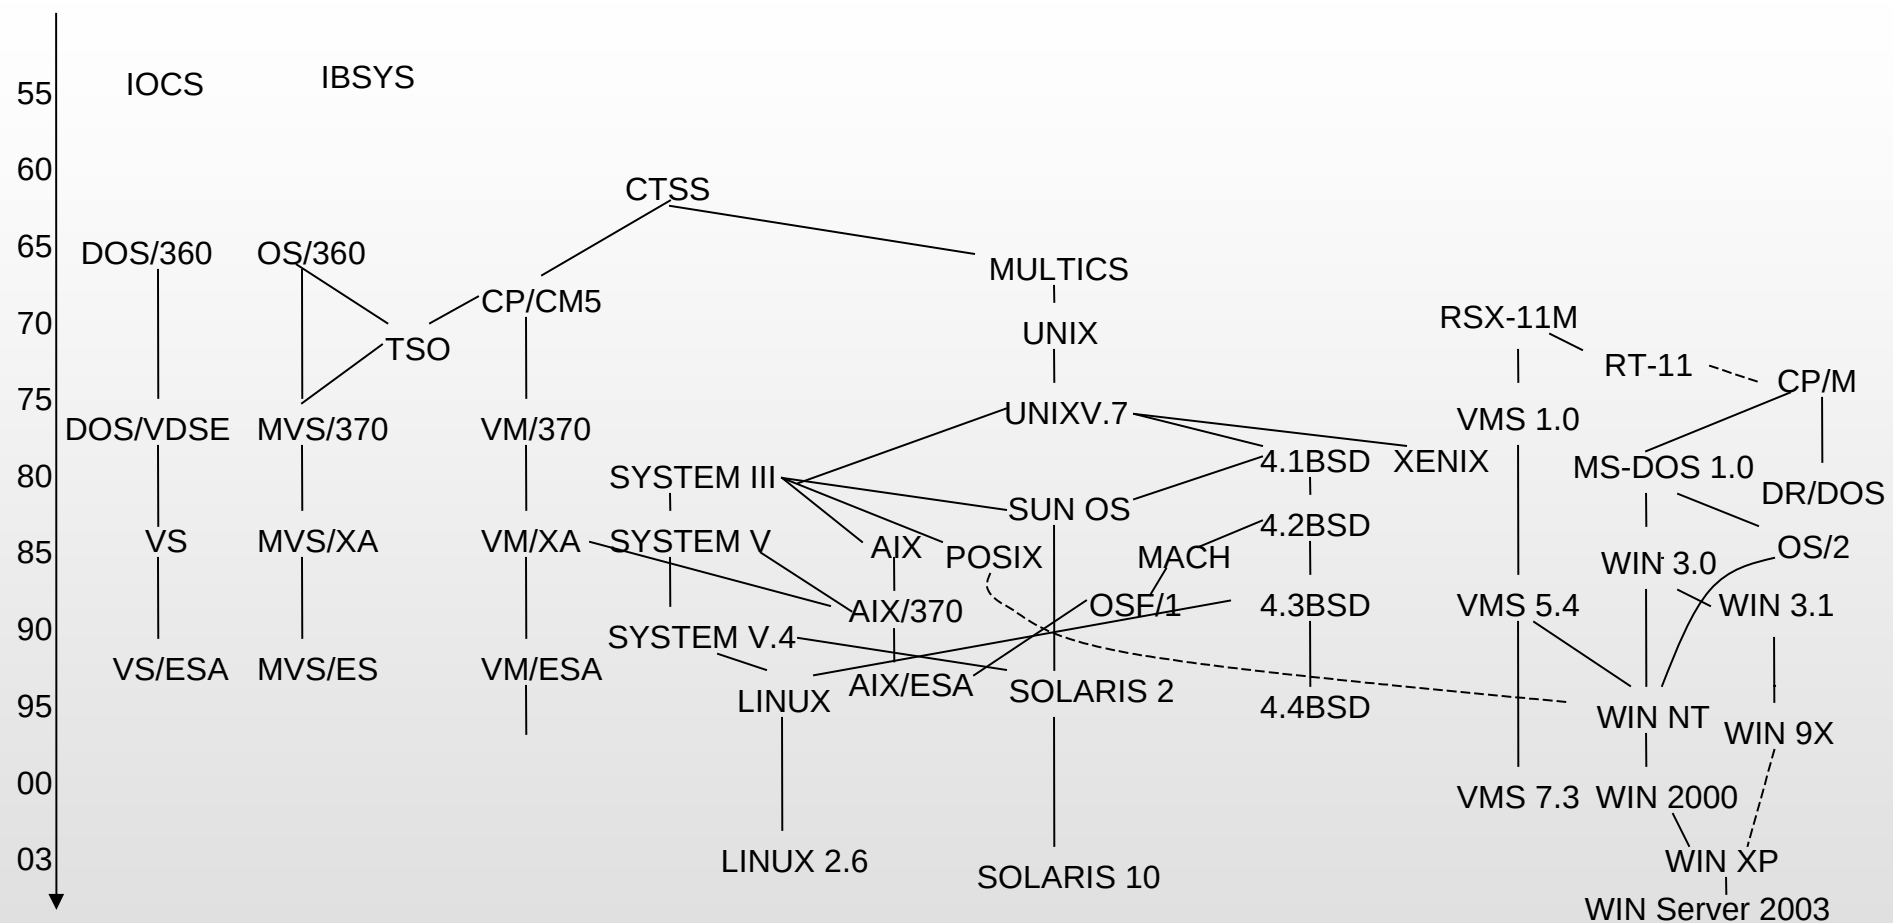 55
IOCS
IBSYS
60
CTSS
65
DOS/360
OS/360
MULTICS
CP/CM5
70
RSX-11M
UNIX
TSO
RT-11
CP/M
75
UNIXV.7
VMS 1.0
DOS/VDSE
MVS/370
VM/370
4.1BSD
XENIX
MS-DOS 1.0
80
SYSTEM III
DR/DOS
SUN OS
4.2BSD
VS
MVS/XA
VM/XA
SYSTEM V
AIX
OS/2
85
POSIX
MACH
WIN 3.0
AIX/370
OSF/1
4.3BSD
VMS 5.4
WIN 3.1
90
SYSTEM V.4
VS/ESA
MVS/ES
VM/ESA
AIX/ESA
SOLARIS 2
LINUX
95
4.4BSD
WIN NT
WIN 9X
00
VMS 7.3
WIN 2000
03
LINUX 2.6
WIN XP
SOLARIS 10
WIN Server 2003